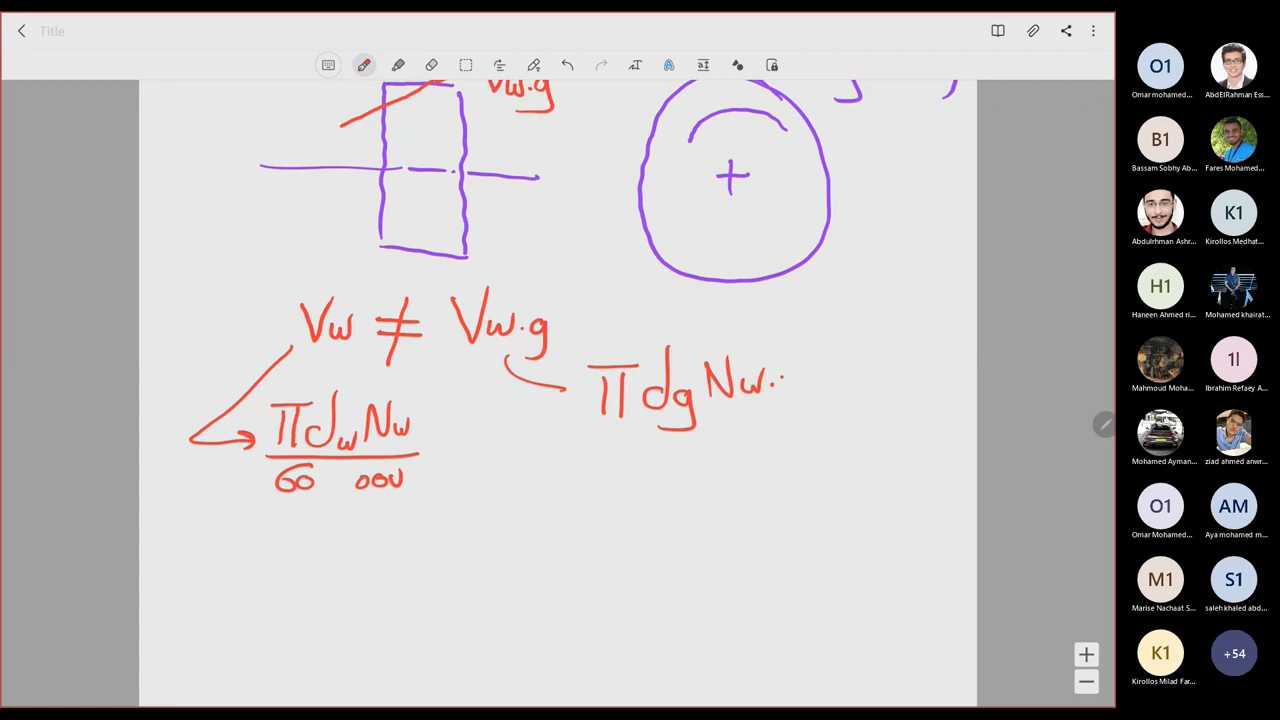 Title
Vw.g
Vw ≠ Vw.g
πdgNw.
πdwNw
60 000
O1
Omar mohamed...
AbdElRahman Ess...
B1
Bassam Sobhy Ab...
Fares Mohamed...
Abdulrhman Ashr...
K1
Kirollos Medhat...
H1
Haneen Ahmed ri...
Mohamed khairat...
Mahmoud Moha...
1I
Ibrahim Refaey A...
Mohamed Ayman...
ziad ahmed anwr...
O1
Omar Mohamed...
AM
Aya mohamed m...
M1
Marise Nachaat S...
S1
saleh khaled abd...
K1
Kirollos Milad Far...
+54